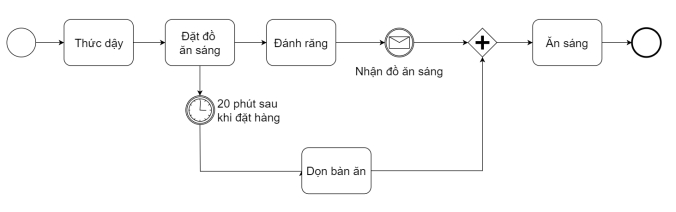 Thức dậy
Đặt đồ
ăn sáng
Đánh răng
Nhận đồ ăn sáng
Ăn sáng
20 phút sau
khi đặt hàng
Dọn bàn ăn